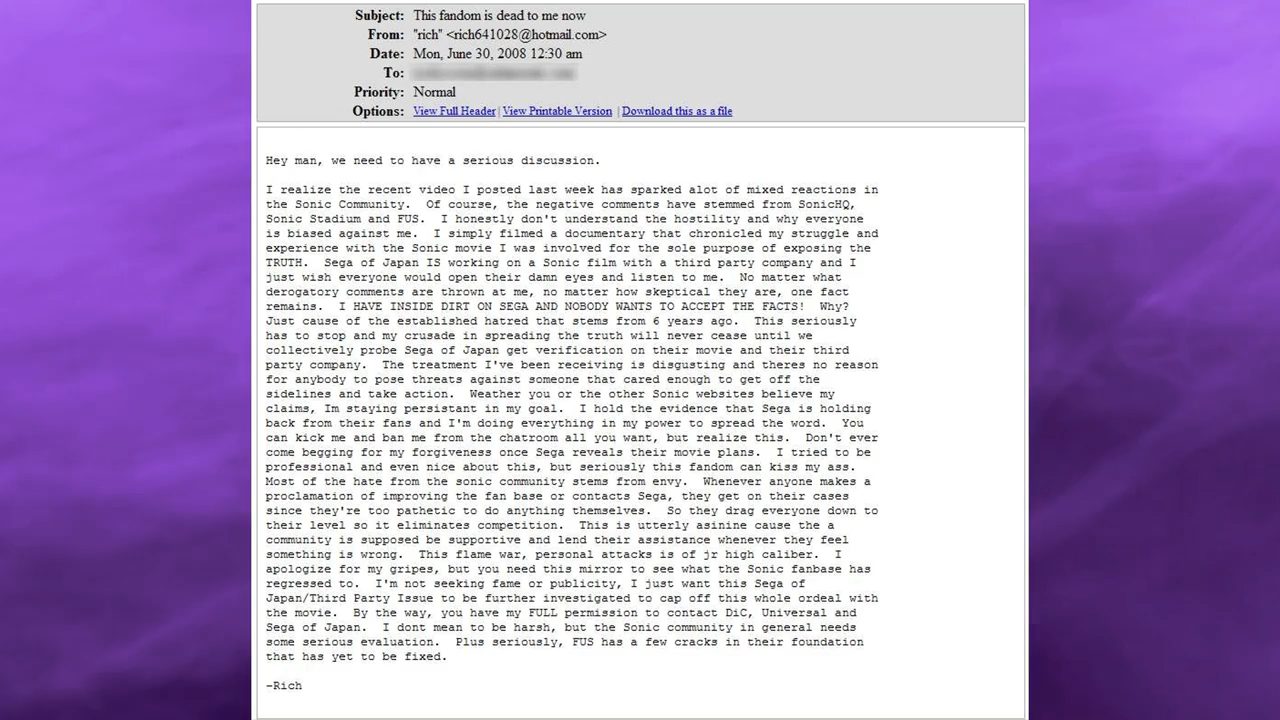 Subject: This fandom is dead to me now
From: "rich" <rich641028@hotmail.com>
Date: Mon, June 30, 2008 12:30 am
To:
Priority: Normal
Options: View Full Header | View Printable Version | Download this as a file
Hey man, we need to have a serious discussion.
I realize the recent video I posted last week has sparked alot of mixed reactions in
the Sonic Community. Of course, the negative comments have stemmed from SonicHQ,
Sonic Stadium and FUS. I honestly don't understand the hostility and why everyone
is biased against me. I simply filmed a documentary that chronicled my struggle and
experience with the Sonic movie I was involved for the sole purpose of exposing the
TRUTH. Sega of Japan IS working on a Sonic film with a third party company and I
just wish everyone would open their damn eyes and listen to me. No matter what
derogatory comments are thrown at me, no matter how skeptical they are, one fact
remains. I HAVE INSIDE DIRT ON SEGA AND NOBODY WANTS TO ACCEPT THE FACTS! Why?
Just cause of the established hatred that stems from 6 years ago. This seriously
has to stop and my crusade in spreading the truth will never cease until we
collectively probe Sega of Japan get verification on their movie and their third
party company. The treatment I've been receiving is disgusting and theres no reason
for anybody to pose threats against someone that cared enough to get off the
sidelines and take action. Weather you or the other Sonic websites believe my
claims, Im staying persistant in my goal. I hold the evidence that Sega is holding
back from their fans and I'm doing everything in my power to spread the word. You
can kick me and ban me from the chatroom all you want, but realize this. Don't ever
come begging for my forgiveness once Sega reveals their movie plans. I tried to be
professional and even nice about this, but seriously this fandom can kiss my ass.
Most of the hate from the sonic community stems from envy. Whenever anyone makes a
proclamation of improving the fan base or contacts Sega, they get on their cases
since they're too pathetic to do anything themselves. So they drag everyone down to
their level so it eliminates competition. This is utterly asinine cause the a
community is supposed be supportive and lend their assistance whenever they feel
something is wrong. This flame war, personal attacks is of jr high caliber. I
apologize for my gripes, but you need this mirror to see what the Sonic fanbase has
regressed to. I'm not seeking fame or publicity, I just want this Sega of
Japan/Third Party Issue to be further investigated to cap off this whole ordeal with
the movie. By the way, you have my FULL permission to contact DiC, Universal and
Sega of Japan. I dont mean to be harsh, but the Sonic community in general needs
some serious evaluation. Plus seriously, FUS has a few cracks in their foundation
that has yet to be fixed.
-Rich